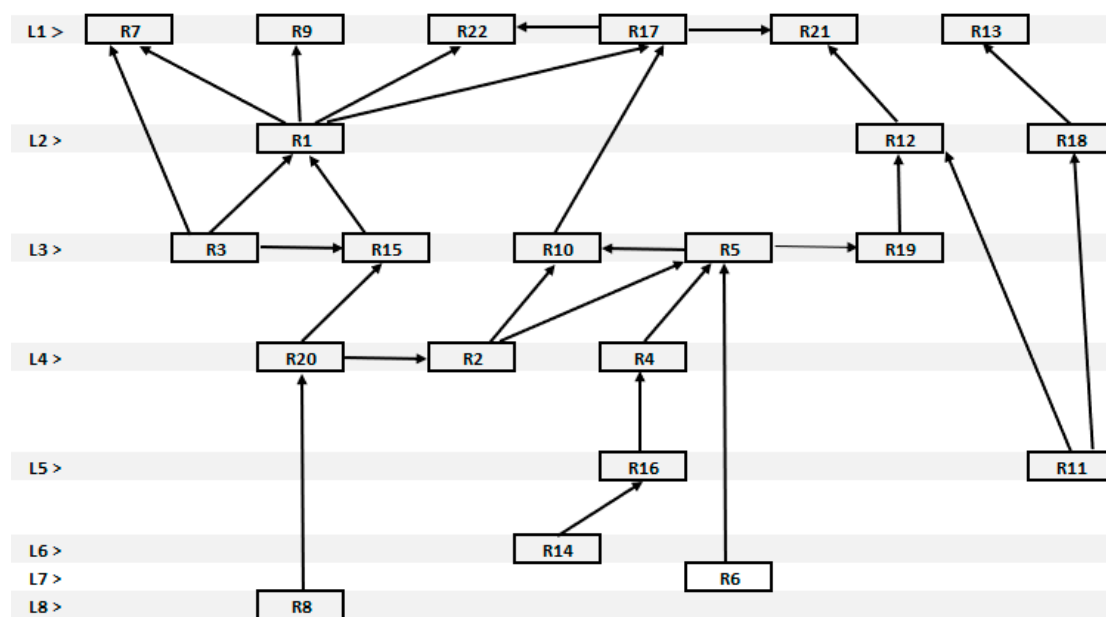 L1 > R7 R9 R22 R17 R21 R13
L2 > R1 R12 R18
L3 > R3 R15 R10 R5 R19
L4 > R20 R2 R4
L5 > R16 R11
L6 > R14
L7 > R6
L8 > R8